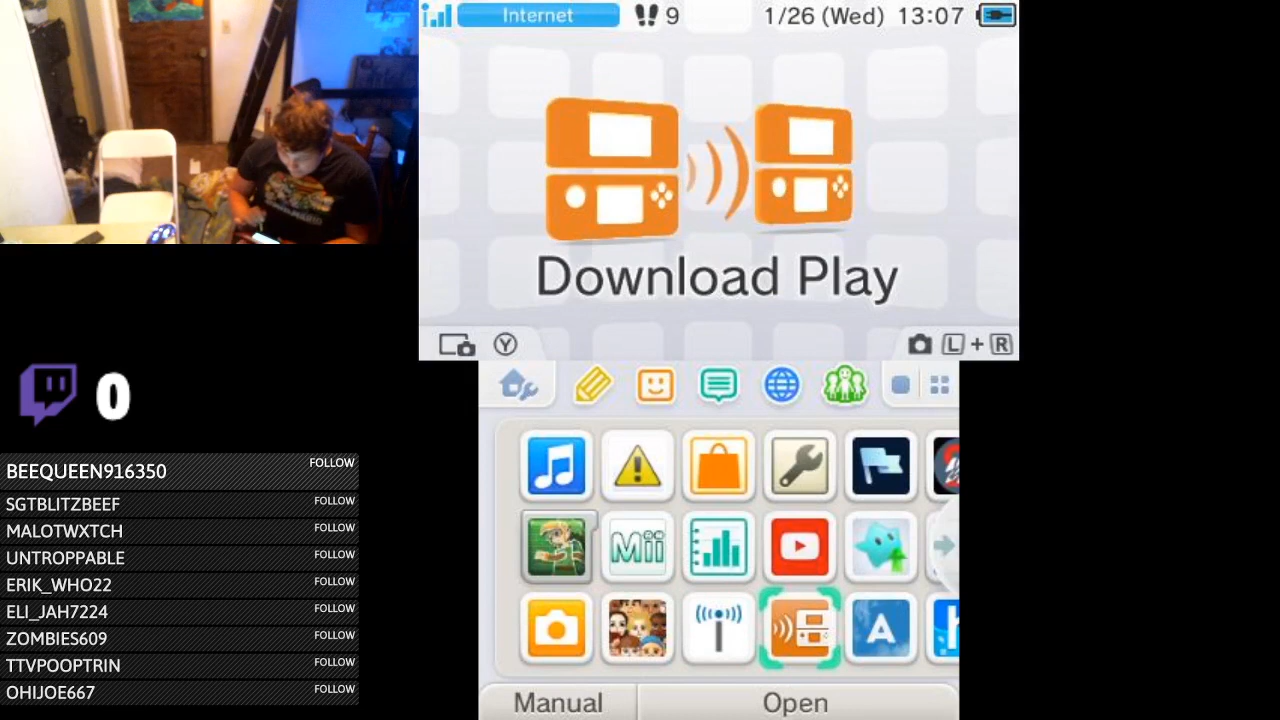 Internet 9 1/26 (Wed) 13:07
Download Play
Y L + R
0
BEEQUEEN916350 FOLLOW
SGTBLITZBEEF FOLLOW
MALOTWXTCH FOLLOW
UNTROPPABLE FOLLOW
ERIK_WHO22 FOLLOW
ELI_JAH7224 FOLLOW
ZOMBIES609 FOLLOW
TTVPOOPTRIN FOLLOW
OHIJOE667 FOLLOW
Mii
A
Manual Open